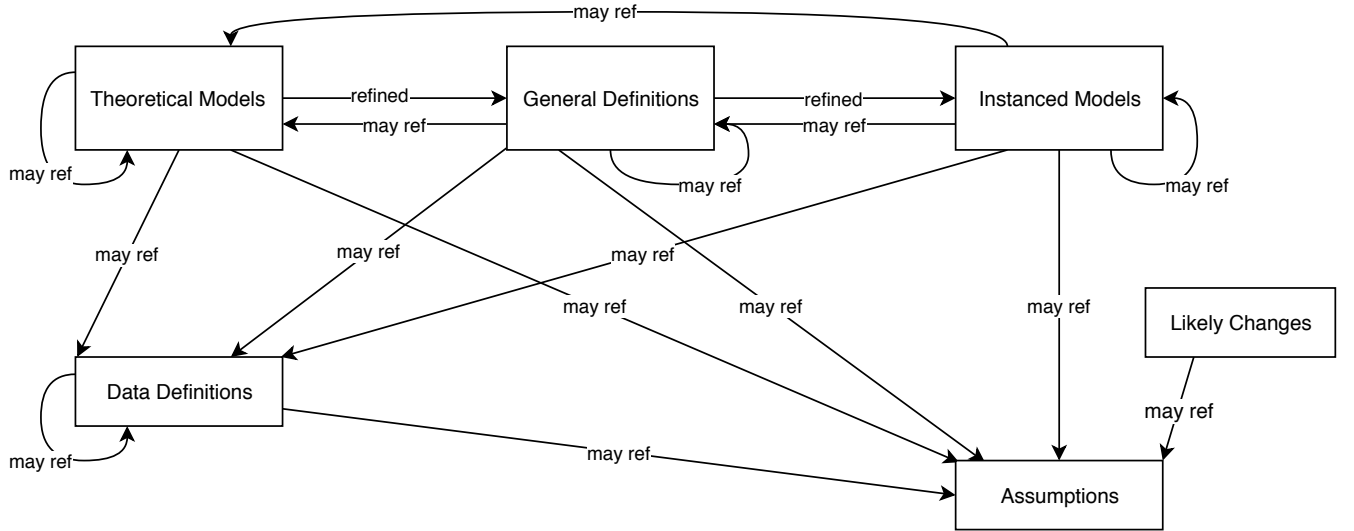 may ref
Theoretical Models
refined
General Definitions
refined
Instanced Models
may ref
may ref
may ref
may ref
may ref
may ref
may ref
may ref
may ref
may ref
may ref
may ref
Likely Changes
Data Definitions
may ref
may ref
may ref
Assumptions